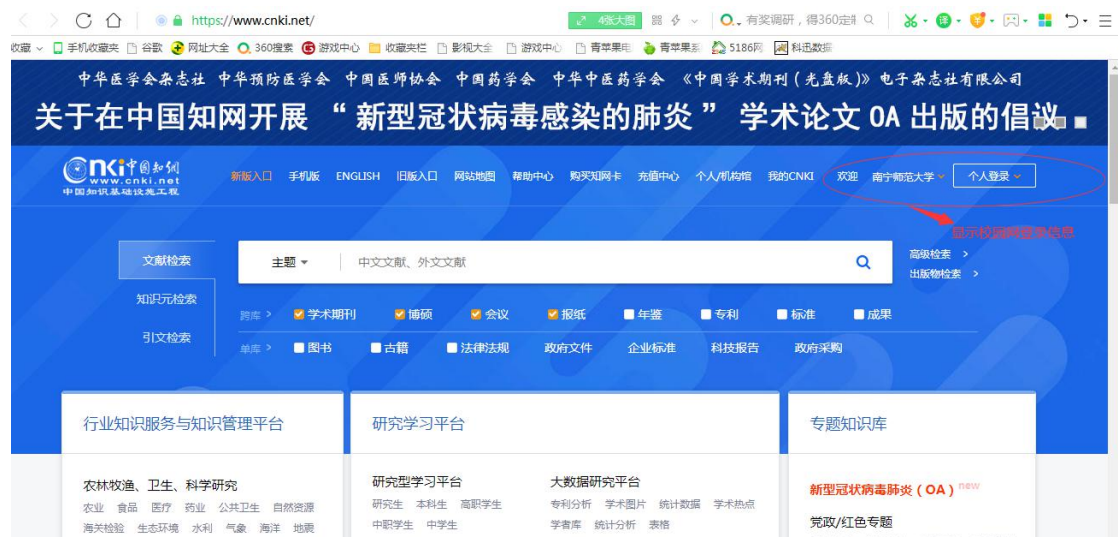 https://www.cnki.net/ 4张大图 有奖调研，得360定制
收藏 手机收藏夹 谷歌 网址大全 360搜索 游戏中心 收藏夹栏 影视大全 游戏中心 青苹果电 青苹果系 5186网 科迅数据
中华医学会杂志社 中华预防医学会 中国医师协会 中国药学会 中华中医药学会 《中国学术期刊（光盘版）》电子杂志社有限公司
关于在中国知网开展“新型冠状病毒感染的肺炎”学术论文 OA 出版的倡议
Cnki中国知网
www.cnki.net
中国知识基础设施工程
新版入口 手机版 ENGLISH 旧版入口 网站地图 帮助中心 购买知网卡 充值中心 个人/机构馆 我的CNKI 欢迎 南宁师范大学 个人登录
显示校园网登录信息
文献检索 主题 中文文献、外文文献 高级检索 >
出版物检索 >
知识元检索
跨库 > 学术期刊 博硕 会议 报纸 年鉴 专利 标准 成果
引文检索
单库 > 图书 古籍 法律法规 政府文件 企业标准 科技报告 政府采购
行业知识服务与知识管理平台 研究学习平台 专题知识库
农林牧渔、卫生、科学研究 研究型学习平台 大数据研究平台 新型冠状病毒肺炎（OA）new
农业 食品 医疗 药业 公共卫生 自然资源 研究生 本科生 高职学生 专利分析 学术图片 统计数据 学术热点
海关检验 生态环境 水利 气象 海洋 地震 中职学生 中学生 学者库 统计分析 表格 党政/红色专题